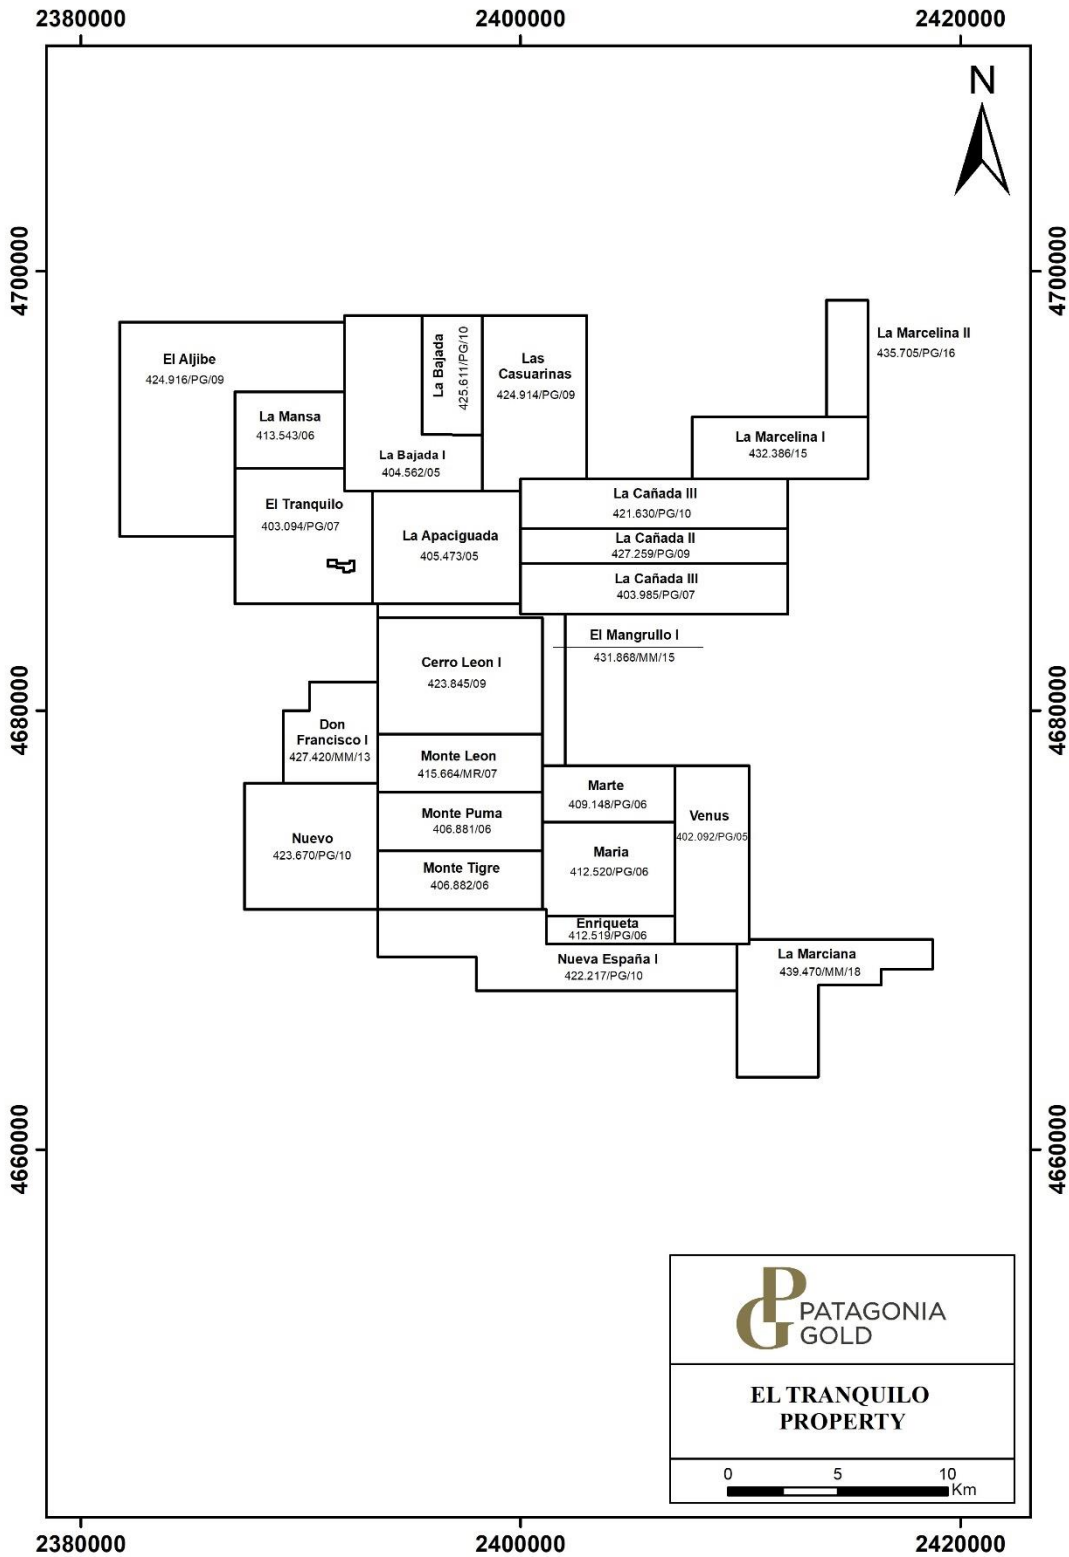 2380000
2400000
2420000
N
4700000
4700000
El Aljibe
424.916/PG/09
La Bajada
425.611/PG/10
Las
Casuarinas
424.914/PG/09
La Marcelina II
435.705/PG/16
La Mansa
413.543/06
La Bajada I
404.562/05
La Marcelina I
432.386/15
El Tranquilo
403.094/PG/07
La Apaciguada
405.473/05
La Cañada III
421.630/PG/10
La Cañada II
427.259/PG/09
La Cañada III
403.985/PG/07
El Mangrullo I
431.868/MM/15
Cerro Leon I
423.845/09
4680000
4680000
Don
Francisco I
427.420/MM/13
Monte Leon
415.664/MR/07
Marte
409.148/PG/06
Venus
402.092/PG/05
Monte Puma
406.881/06
Nuevo
423.670/PG/10
Maria
412.520/PG/06
Monte Tigre
406.882/06
Enriqueta
412.519/PG/06
Nueva España I
422.217/PG/10
La Marciana
439.470/MM/18
4660000
4660000
PG
PATAGONIA
GOLD
EL TRANQUILO
PROPERTY
0 5 10
Km
2380000
2400000
2420000